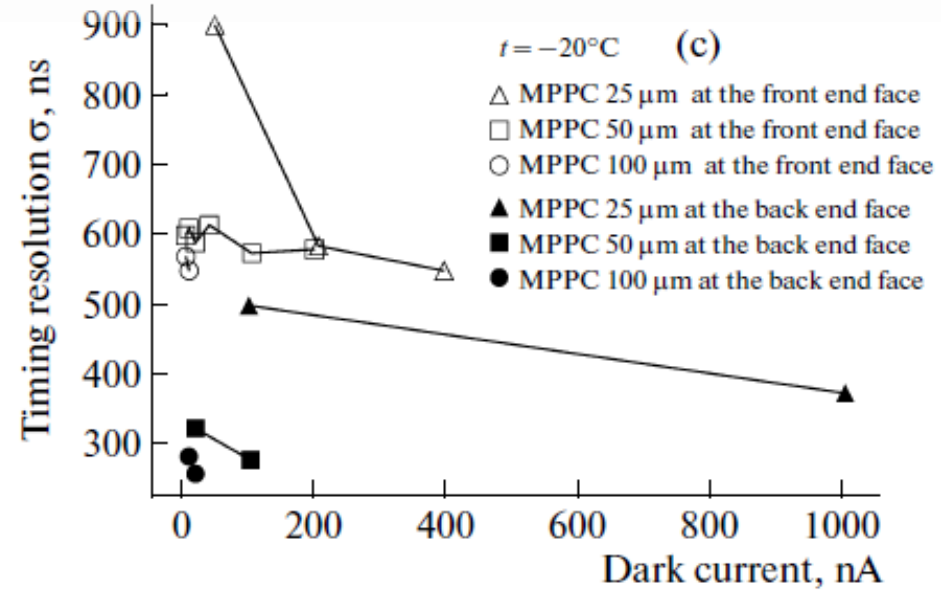 t = −20°C (c)
MPPC 25 μm at the front end face
MPPC 50 μm at the front end face
MPPC 100 μm at the front end face
MPPC 25 μm at the back end face
MPPC 50 μm at the back end face
MPPC 100 μm at the back end face
Timing resolution σ, ns
900
800
700
600
500
400
300
0 200 400 600 800 1000
Dark current, nA